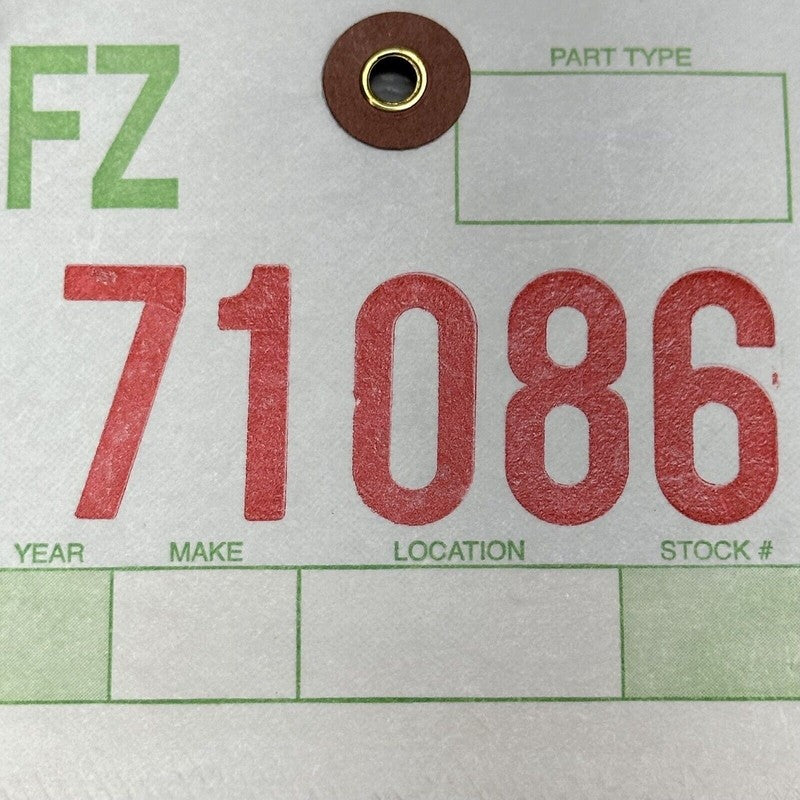 FZ
PART TYPE
71086
YEAR MAKE LOCATION STOCK #